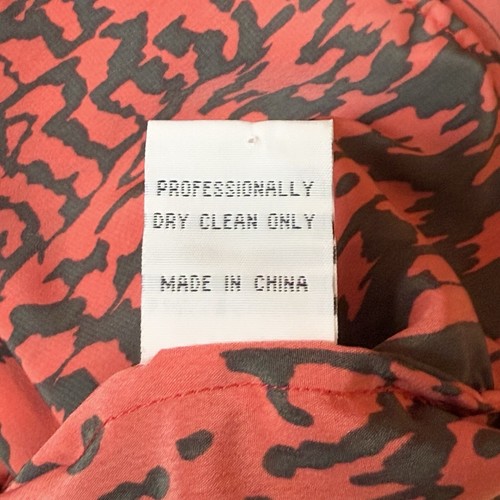 PROFESSIONALLY
DRY CLEAN ONLY
MADE IN CHINA